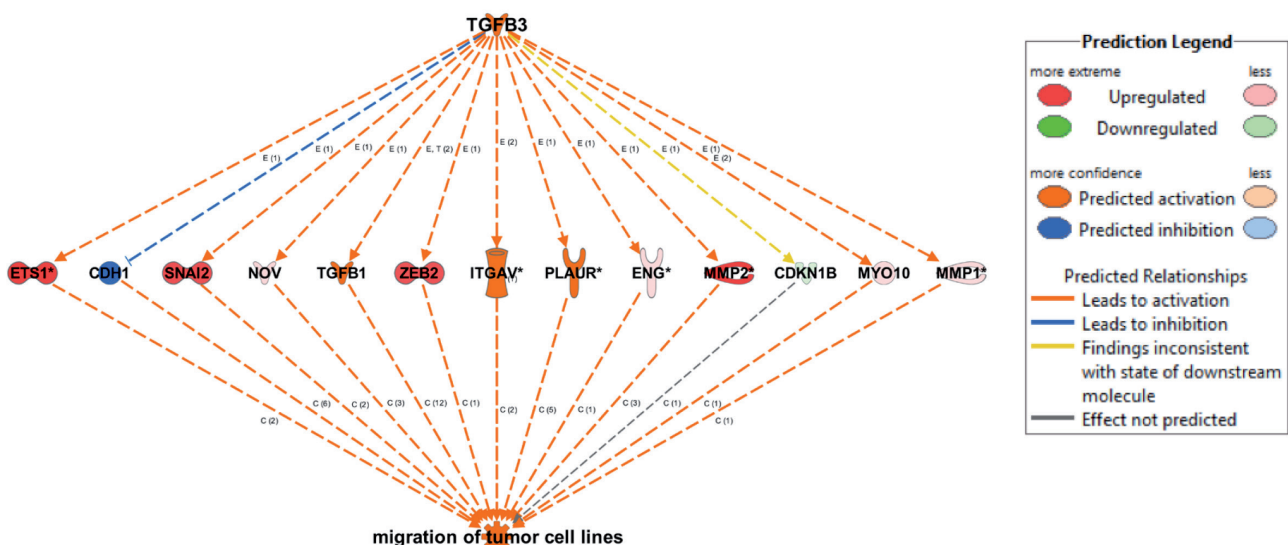 TGFB3
E (1)
E (1)
E (1)
E (1)
E, T (2)
E (1)
E (2)
E (1)
E (1)
E (1)
E (1)
E (2)
ETS1*
CDH1
SNAI2
NOV
TGFB1
ZEB2
ITGAV*
(1)
PLAUR*
ENG*
MMP2*
CDKN1B
MYO10
MMP1*
C (2)
C (6)
C (2)
C (3)
C (12)
C (1)
C (2)
C (5)
C (1)
C (3)
C (1)
C (1)
C (1)
migration of tumor cell lines
Prediction Legend
more extreme less
Upregulated
Downregulated
more confidence less
Predicted activation
Predicted inhibition
Predicted Relationships
Leads to activation
Leads to inhibition
Findings inconsistent
with state of downstream
molecule
Effect not predicted